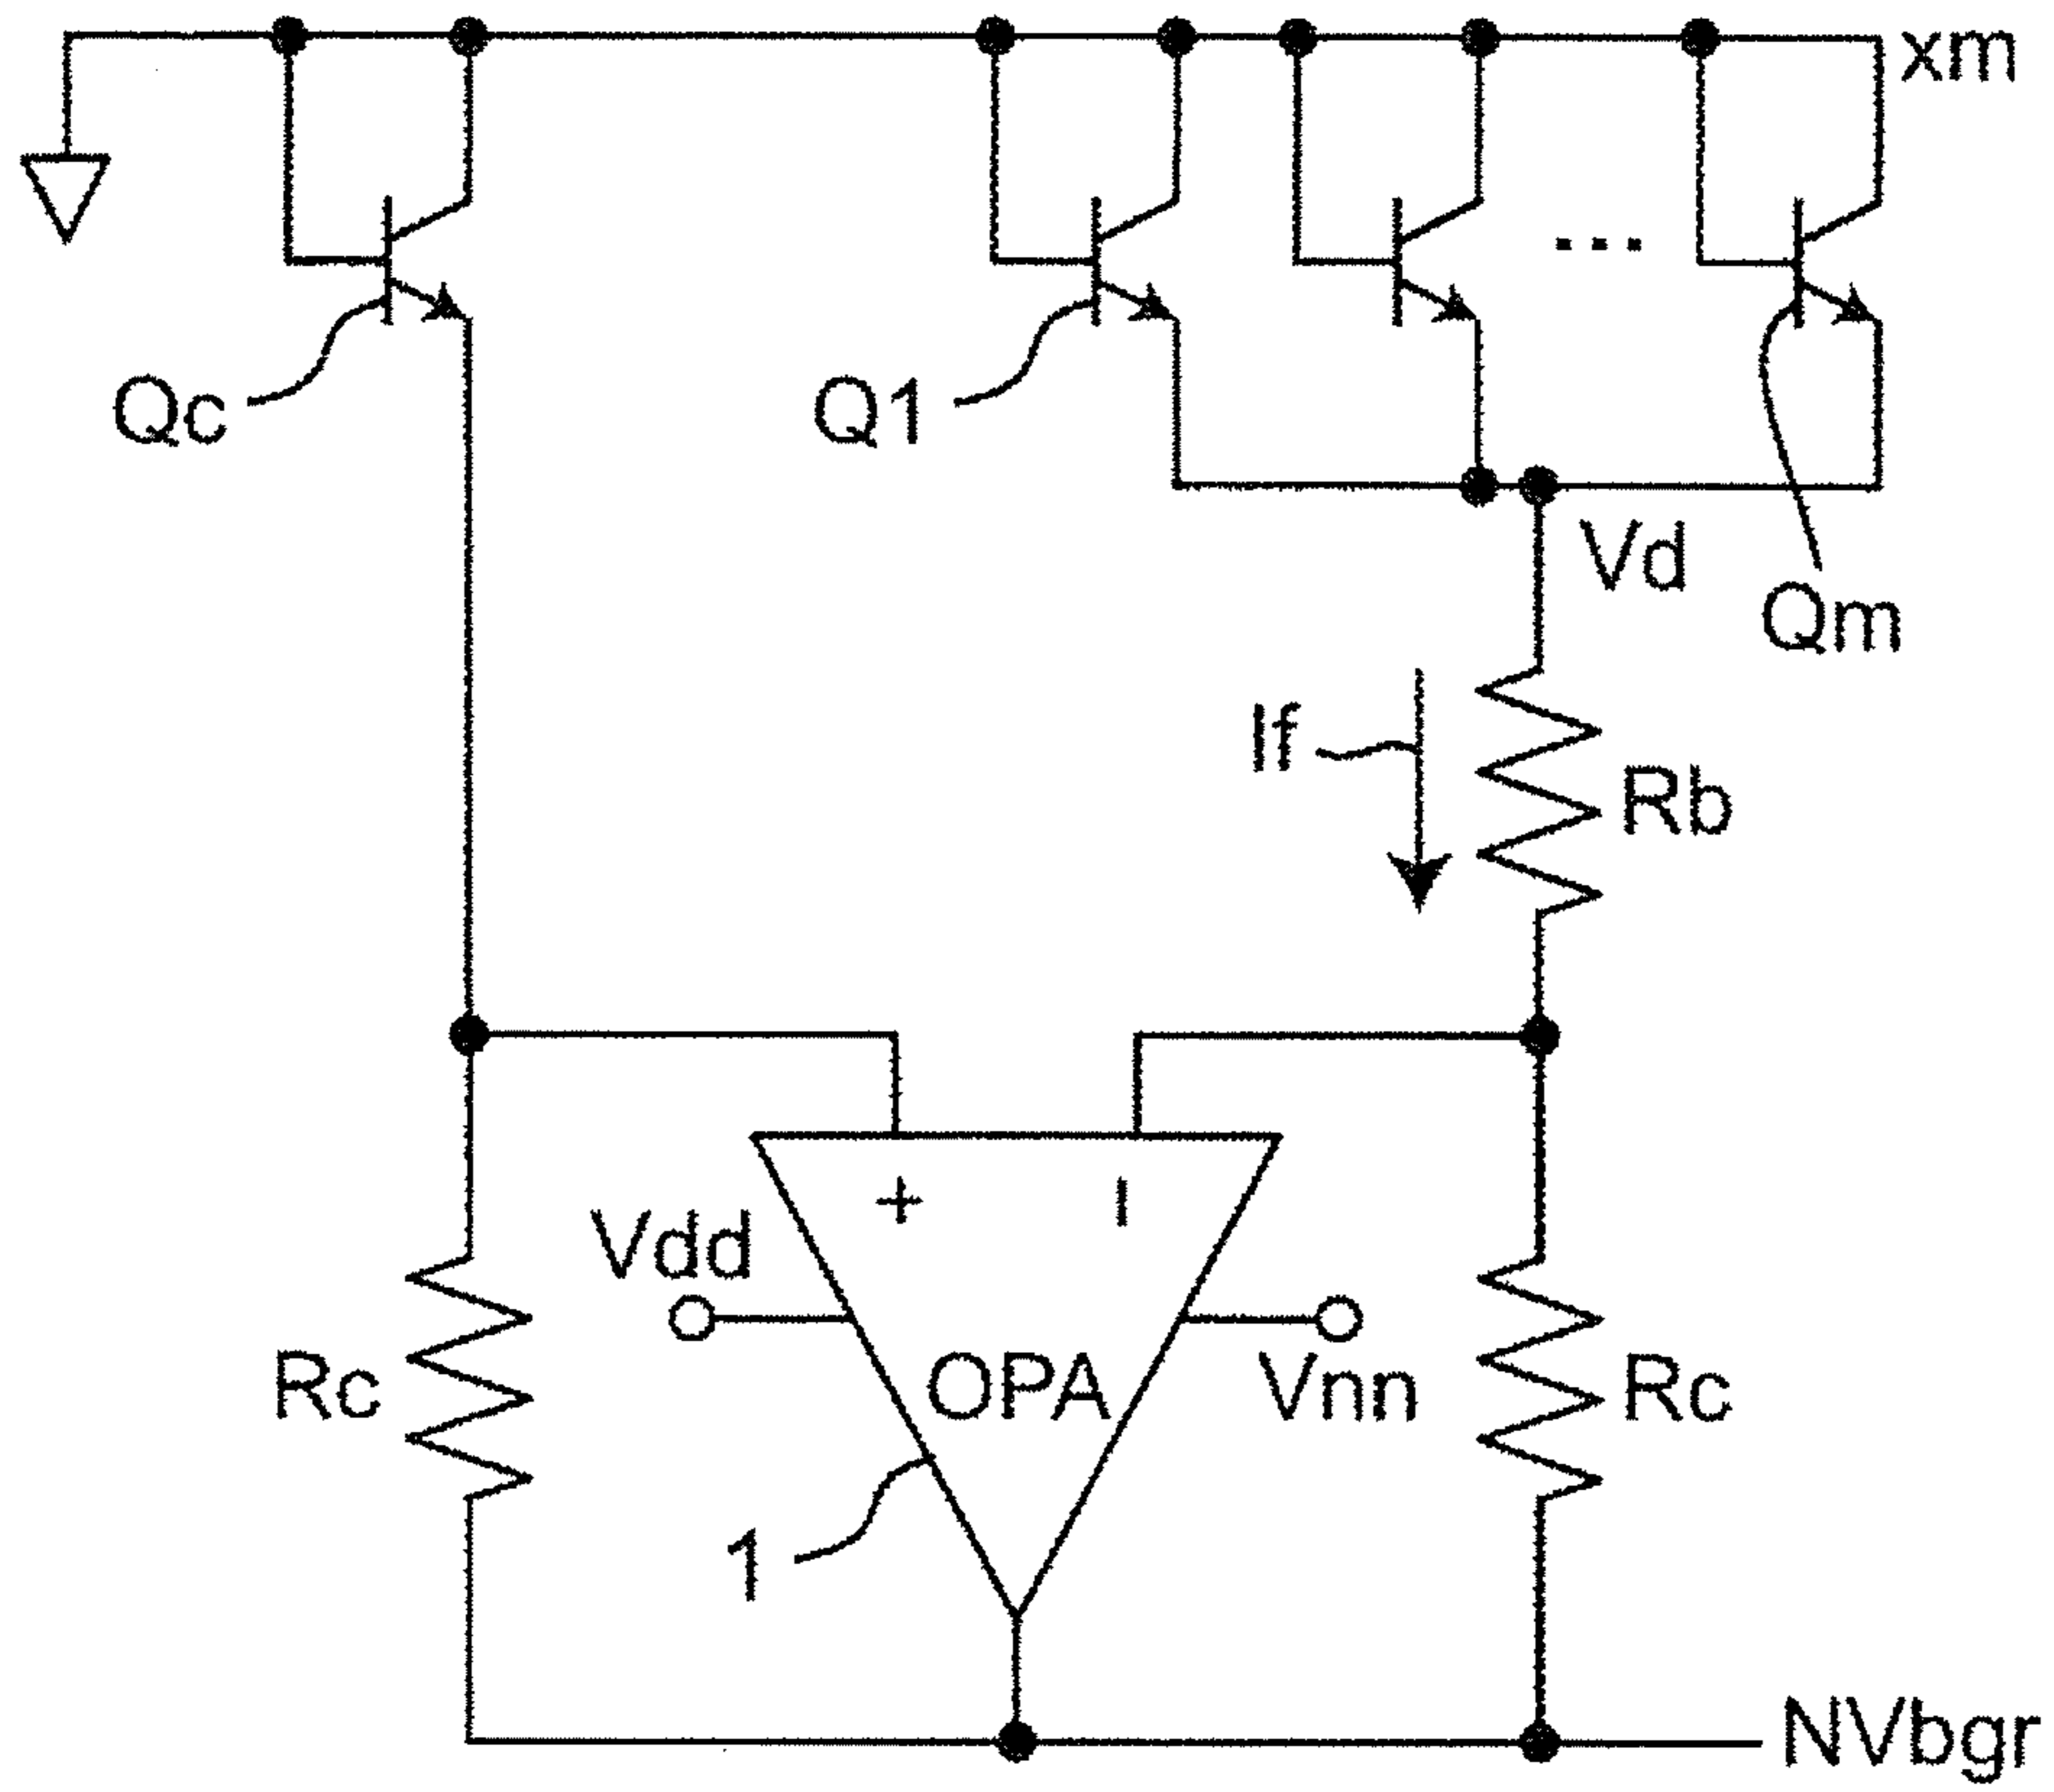 xm
Qc
Q1
Vd
Qm
If
Rb
+ −
Vdd
Rc
OPA
Vnn
Rc
1
NVbgr